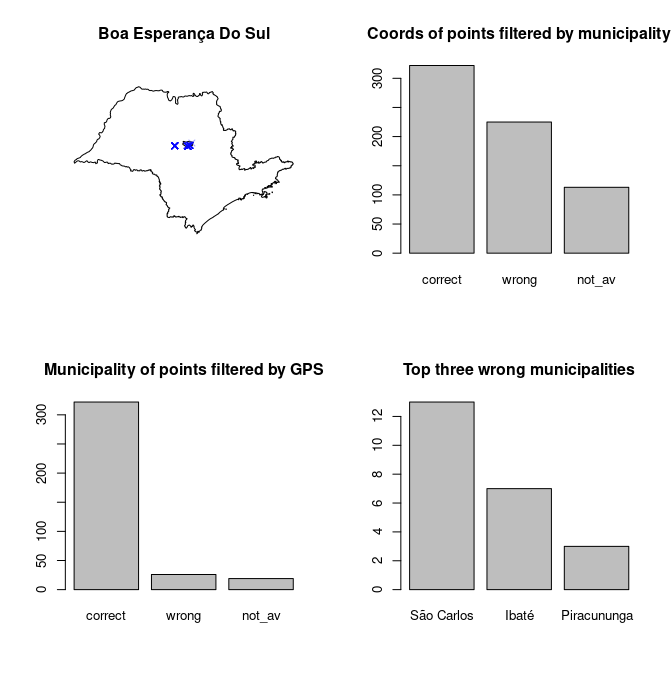 Boa Esperança Do Sul
Coords of points filtered by municipality
0 50 100 200 300
correct wrong not_av
Municipality of points filtered by GPS
0 50 100 200 300
correct wrong not_av
Top three wrong municipalities
0 2 4 6 8 10 12
São Carlos Ibaté Piracununga